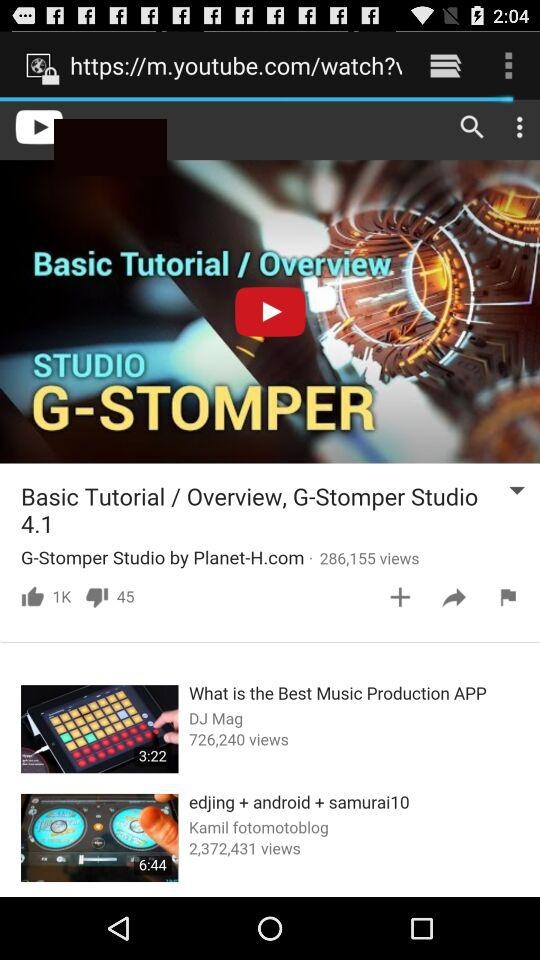 2:04
https://m.youtube.com/watch?v
Basic Tutorial / Overview
STUDIO
G-STOMPER
Basic Tutorial / Overview, G-Stomper Studio
4.1
G-Stomper Studio by Planet-H.com · 286,155 views
1K 45
What is the Best Music Production APP
DJ Mag
726,240 views
3:22
edjing + android + samurai10
Kamil fotomotoblog
2,372,431 views
6:44